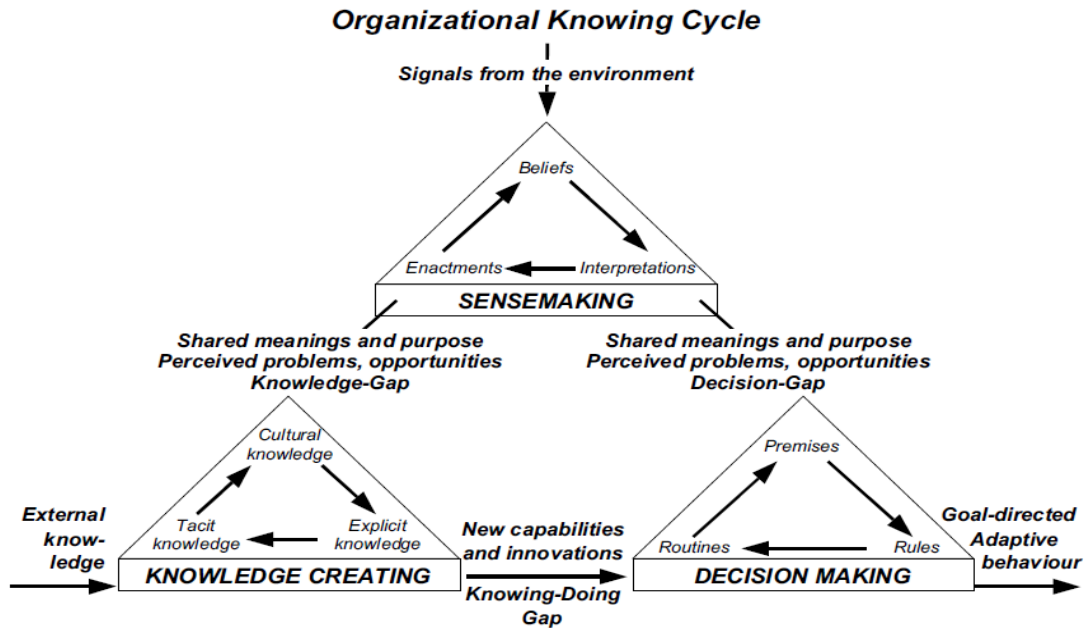 Organizational Knowing Cycle
Signals from the environment
Beliefs
Enactments
Interpretations
SENSEMAKING
Shared meanings and purpose
Perceived problems, opportunities
Knowledge-Gap
Shared meanings and purpose
Perceived problems, opportunities
Decision-Gap
Cultural
knowledge
Tacit
knowledge
Explicit
knowledge
KNOWLEDGE CREATING
External
know-
ledge
New capabilities
and innovations
Knowing-Doing
Gap
Premises
Routines
Rules
DECISION MAKING
Goal-directed
Adaptive
behaviour